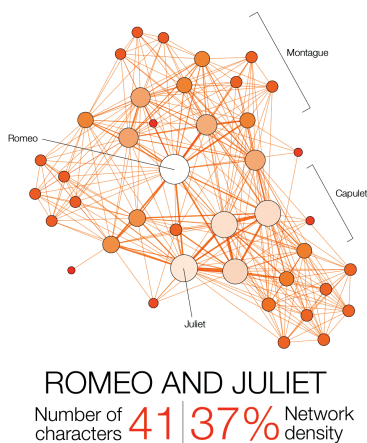 Montague
Romeo
Capulet
Juliet
ROMEO AND JULIET
Number of characters 41 37% Network density